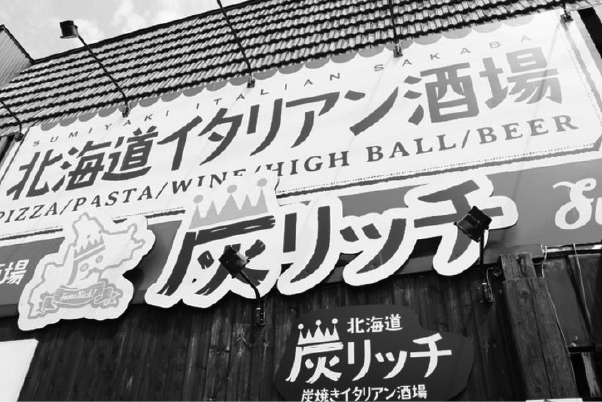 SUMIYAKI ITALIAN SAKABA
北海道イタリアン酒場
PIZZA/PASTA/WINE/HIGH BALL/BEER
炭リッチ
酒場
Su
北海道
炭リッチ
炭焼きイタリアン酒場